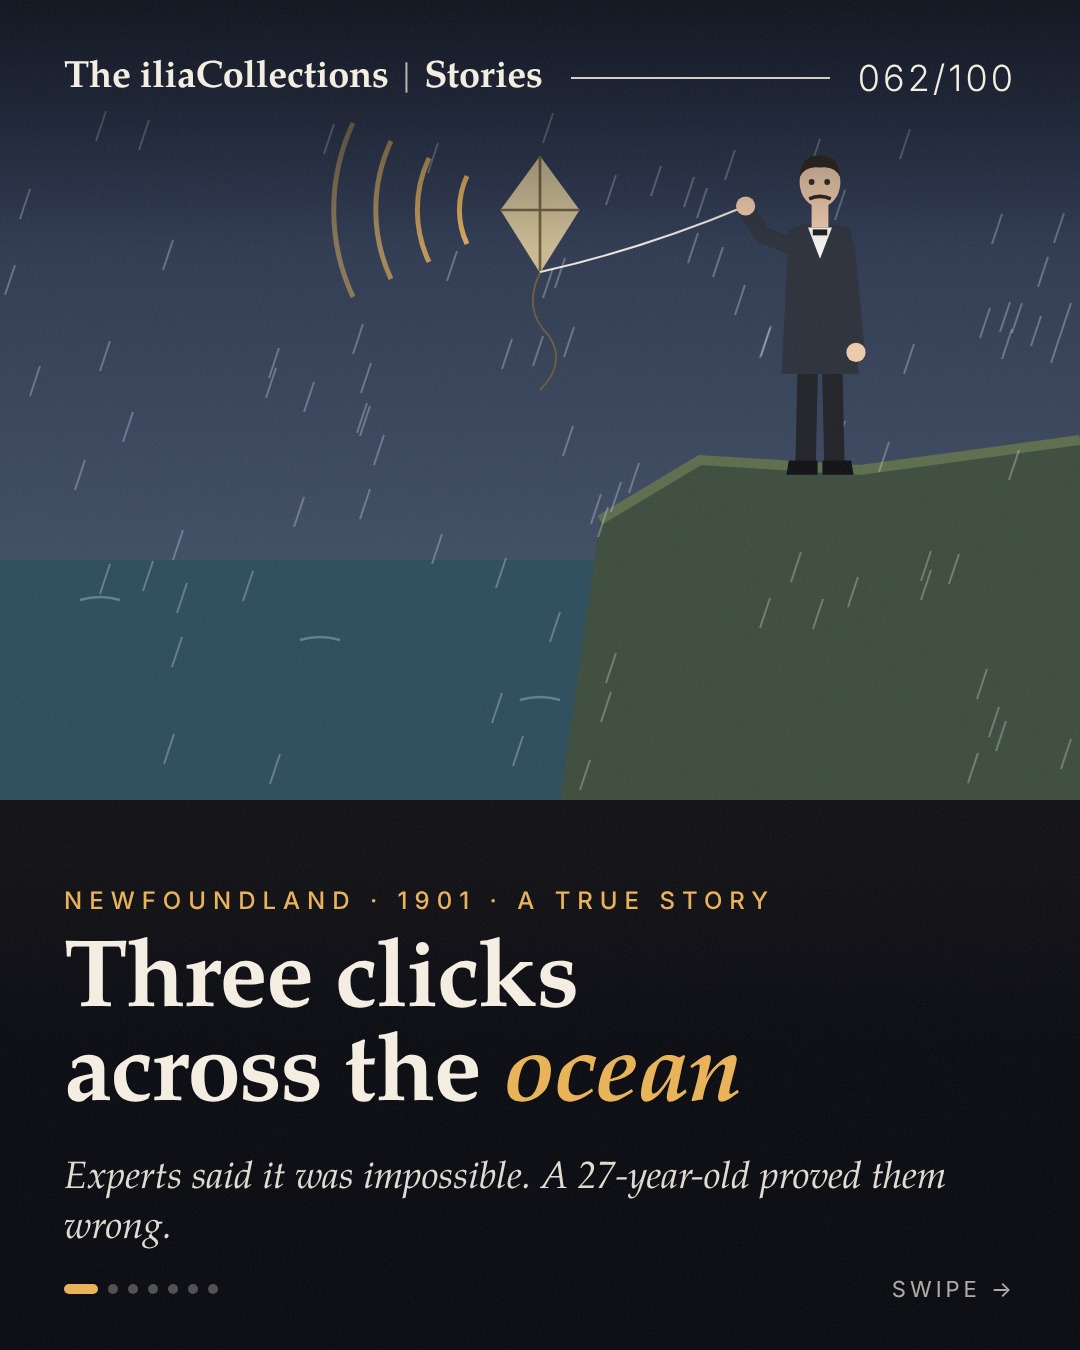 The iliaCollections | Stories 062/100
NEWFOUNDLAND · 1901 · A TRUE STORY
Three clicks
across the ocean
Experts said it was impossible. A 27-year-old proved them
wrong.
SWIPE →